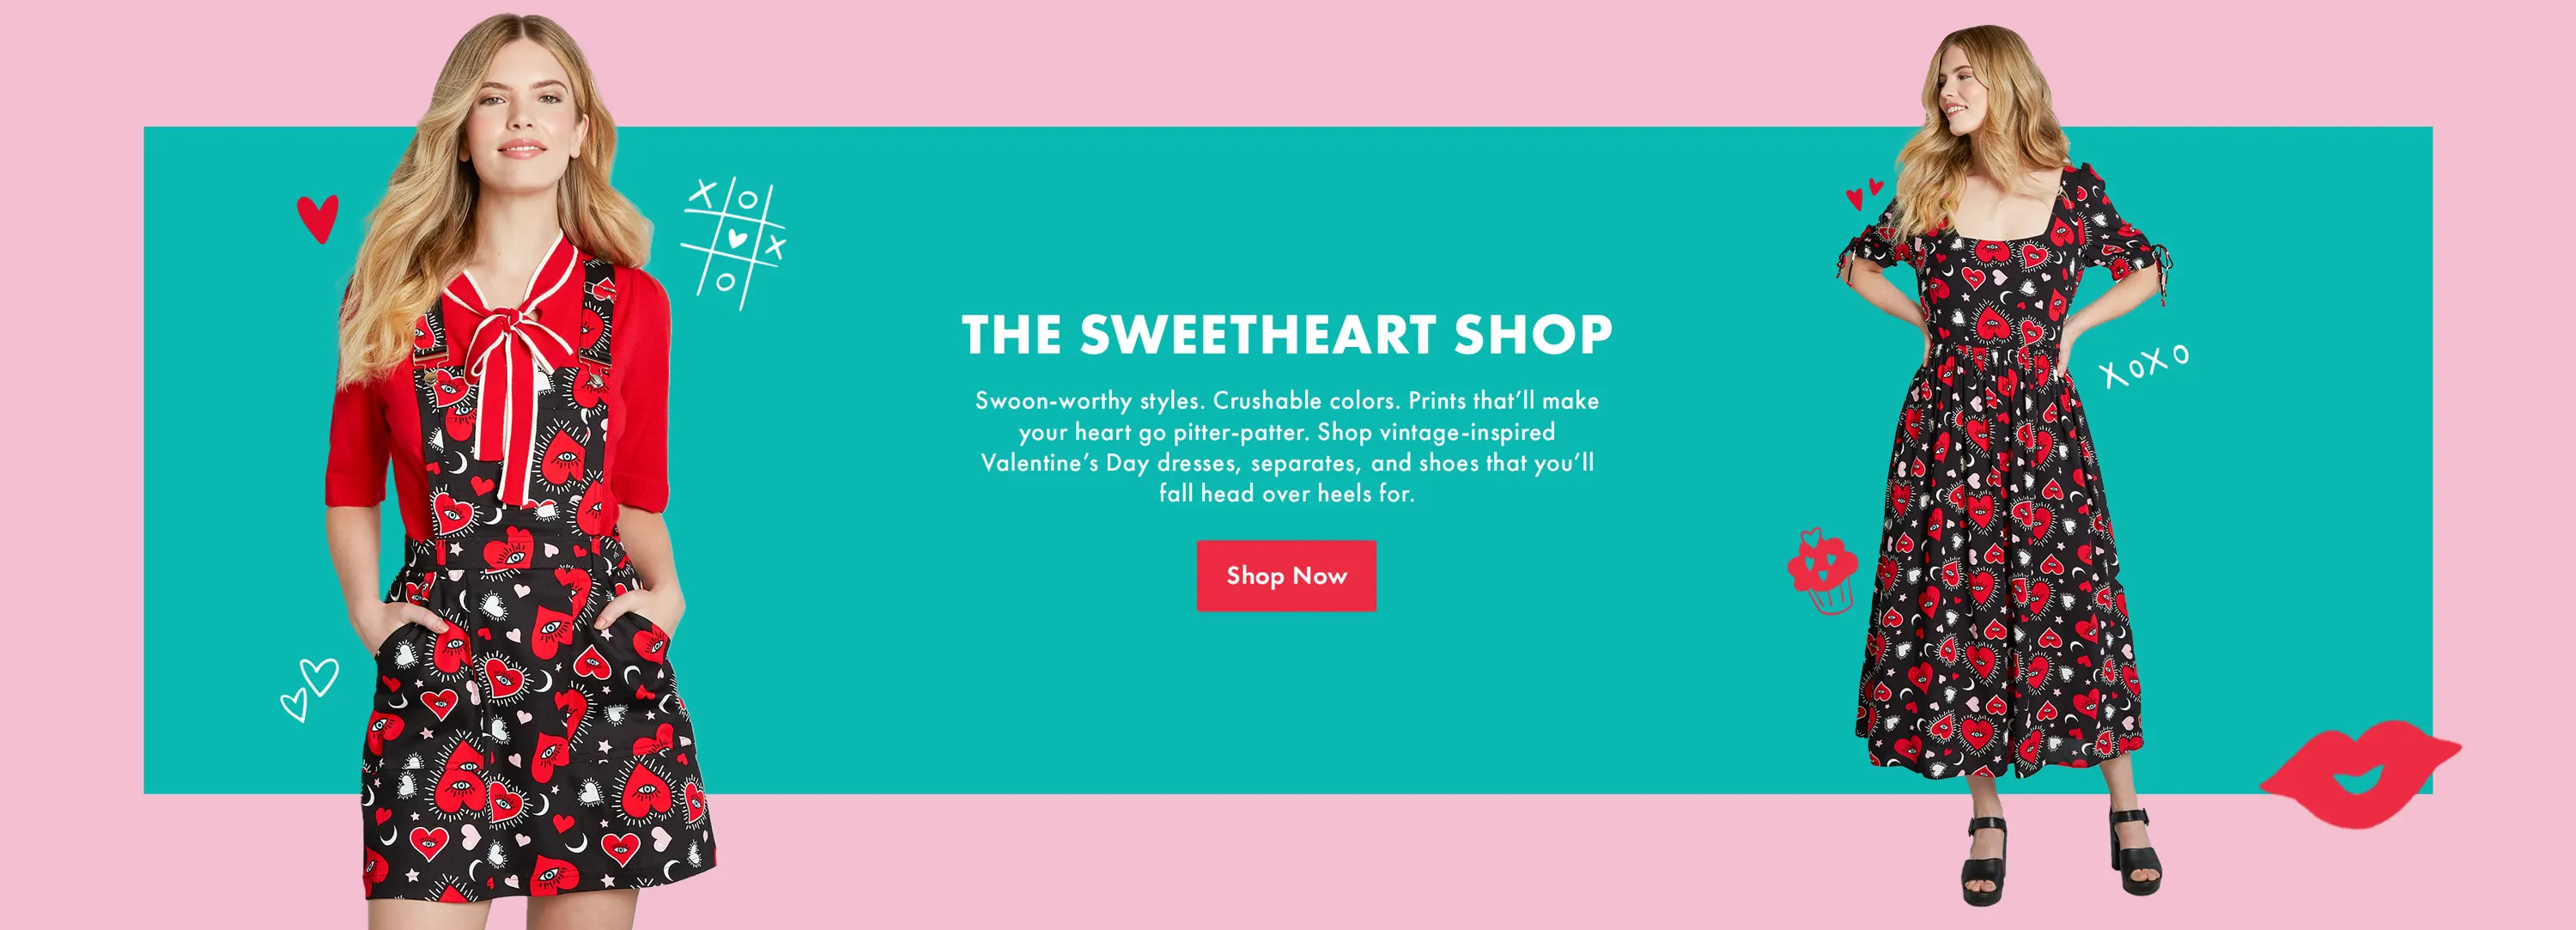 X O
X
O
THE SWEETHEART SHOP
Swoon-worthy styles. Crushable colors. Prints that’ll make
your heart go pitter-patter. Shop vintage-inspired
Valentine’s Day dresses, separates, and shoes that you’ll
fall head over heels for.
Shop Now
XOXO